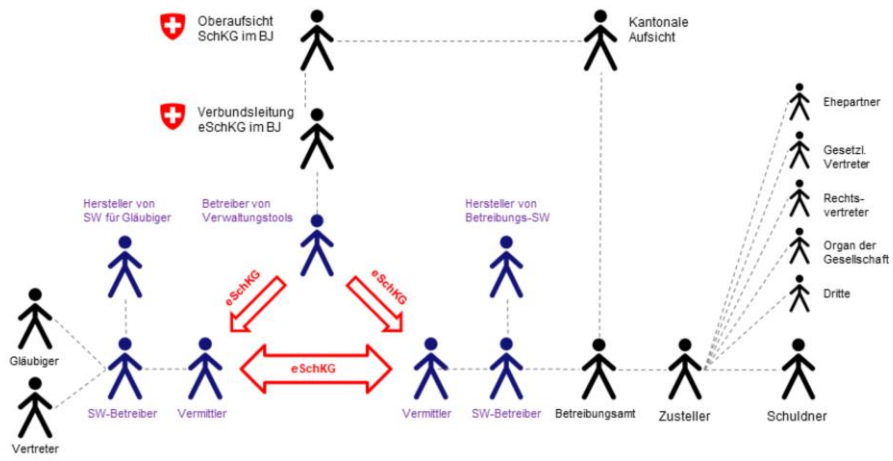 Oberaufsicht
SchKG im BJ
Kantonale
Aufsicht
Verbundsleitung
eSchKG im BJ
Ehepartner
Gesetzl.
Vertreter
Rechts-
vertreter
Organ der
Gesellschaft
Dritte
Hersteller von
SW für Gläubiger
Betreiber von
Verwaltungstools
Hersteller von
Betreibungs-SW
eSchKG
eSchKG
eSchKG
Gläubiger
Vertreter
SW-Betreiber
Vermittler
Vermittler
SW-Betreiber
Betreibungsamt
Zusteller
Schuldner